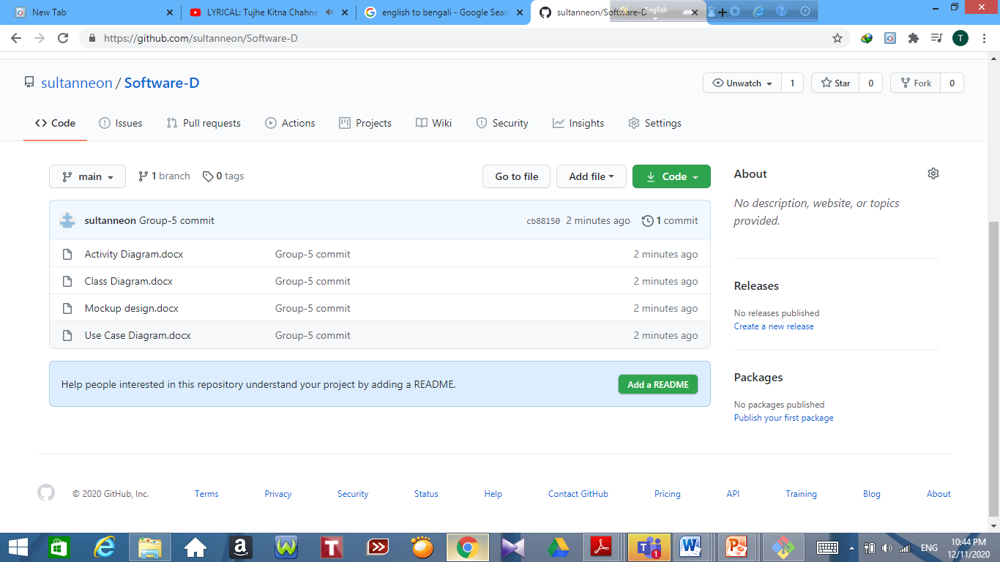 New Tab
LYRICAL: Tujhe Kitna Chahne
english to bengali - Google Sear
sultanneon/Software-D
English
https://github.com/sultanneon/Software-D
T
sultanneon / Software-D
Unwatch 1
Star 0
Fork 0
Code
Issues
Pull requests
Actions
Projects
Wiki
Security
Insights
Settings
main
1 branch
0 tags
Go to file
Add file
Code
sultanneon Group-5 commit cb88150 2 minutes ago 1 commit
Activity Diagram.docx Group-5 commit 2 minutes ago
Class Diagram.docx Group-5 commit 2 minutes ago
Mockup design.docx Group-5 commit 2 minutes ago
Use Case Diagram.docx Group-5 commit 2 minutes ago
Help people interested in this repository understand your project by adding a README.
Add a README
About
No description, website, or topics
provided.
Releases
No releases published
Create a new release
Packages
No packages published
Publish your first package
© 2020 GitHub, Inc. Terms Privacy Security Status Help Contact GitHub Pricing API Training Blog About
ENG
10:44 PM
12/11/2020